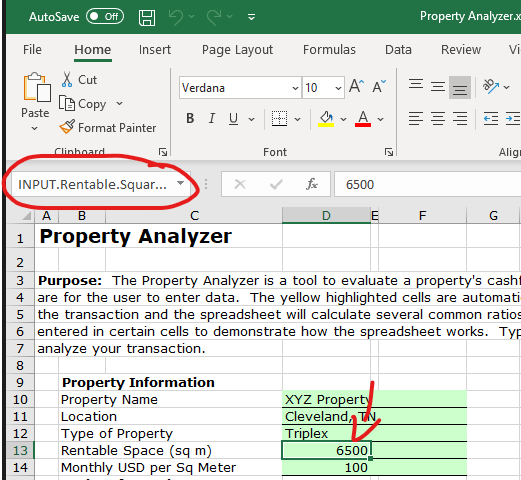 AutoSave Off
Property Analyzer.x
File Home Insert Page Layout Formulas Data Review Vi
Paste
Cut
Copy
Format Painter
Clipboard
Verdana 10 A A
B I U A
Font
ab
INPUT.Rentable.Squar... fx 6500
A B C D E F G
1 Property Analyzer
2
3 Purpose: The Property Analyzer is a tool to evaluate a property's cashf
4 are for the user to enter data. The yellow highlighted cells are automati
5 the transaction and the spreadsheet will calculate several common ratios
6 entered in certain cells to demonstrate how the spreadsheet works. Typ
7 analyze your transaction.
8
9 Property Information
10 Property Name XYZ Property
11 Location Cleveland, TN
12 Type of Property Triplex
13 Rentable Space (sq m) 6500
14 Monthly USD per Sq Meter 100